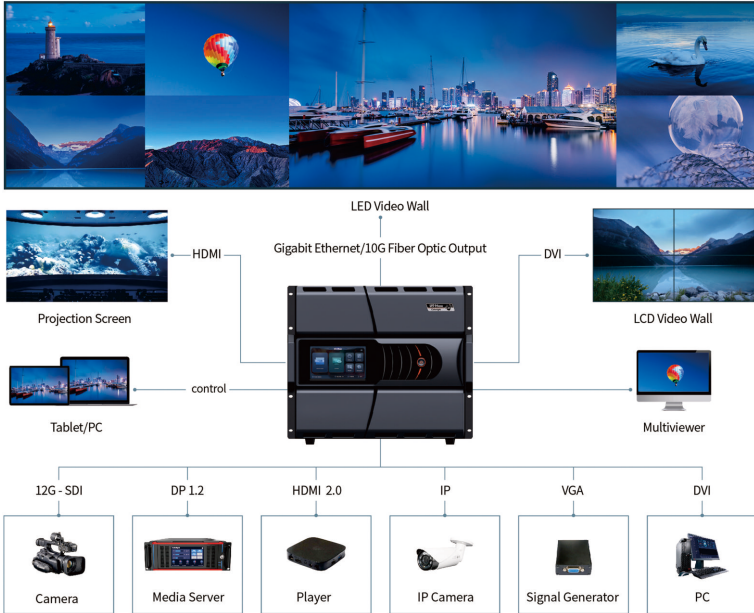 LED Video Wall
Gigabit Ethernet/10G Fiber Optic Output
HDMI
DVI
Projection Screen
LCD Video Wall
control
Tablet/PC
Multiviewer
12G - SDI
DP 1.2
HDMI 2.0
IP
VGA
DVI
Camera
Media Server
Player
IP Camera
Signal Generator
PC